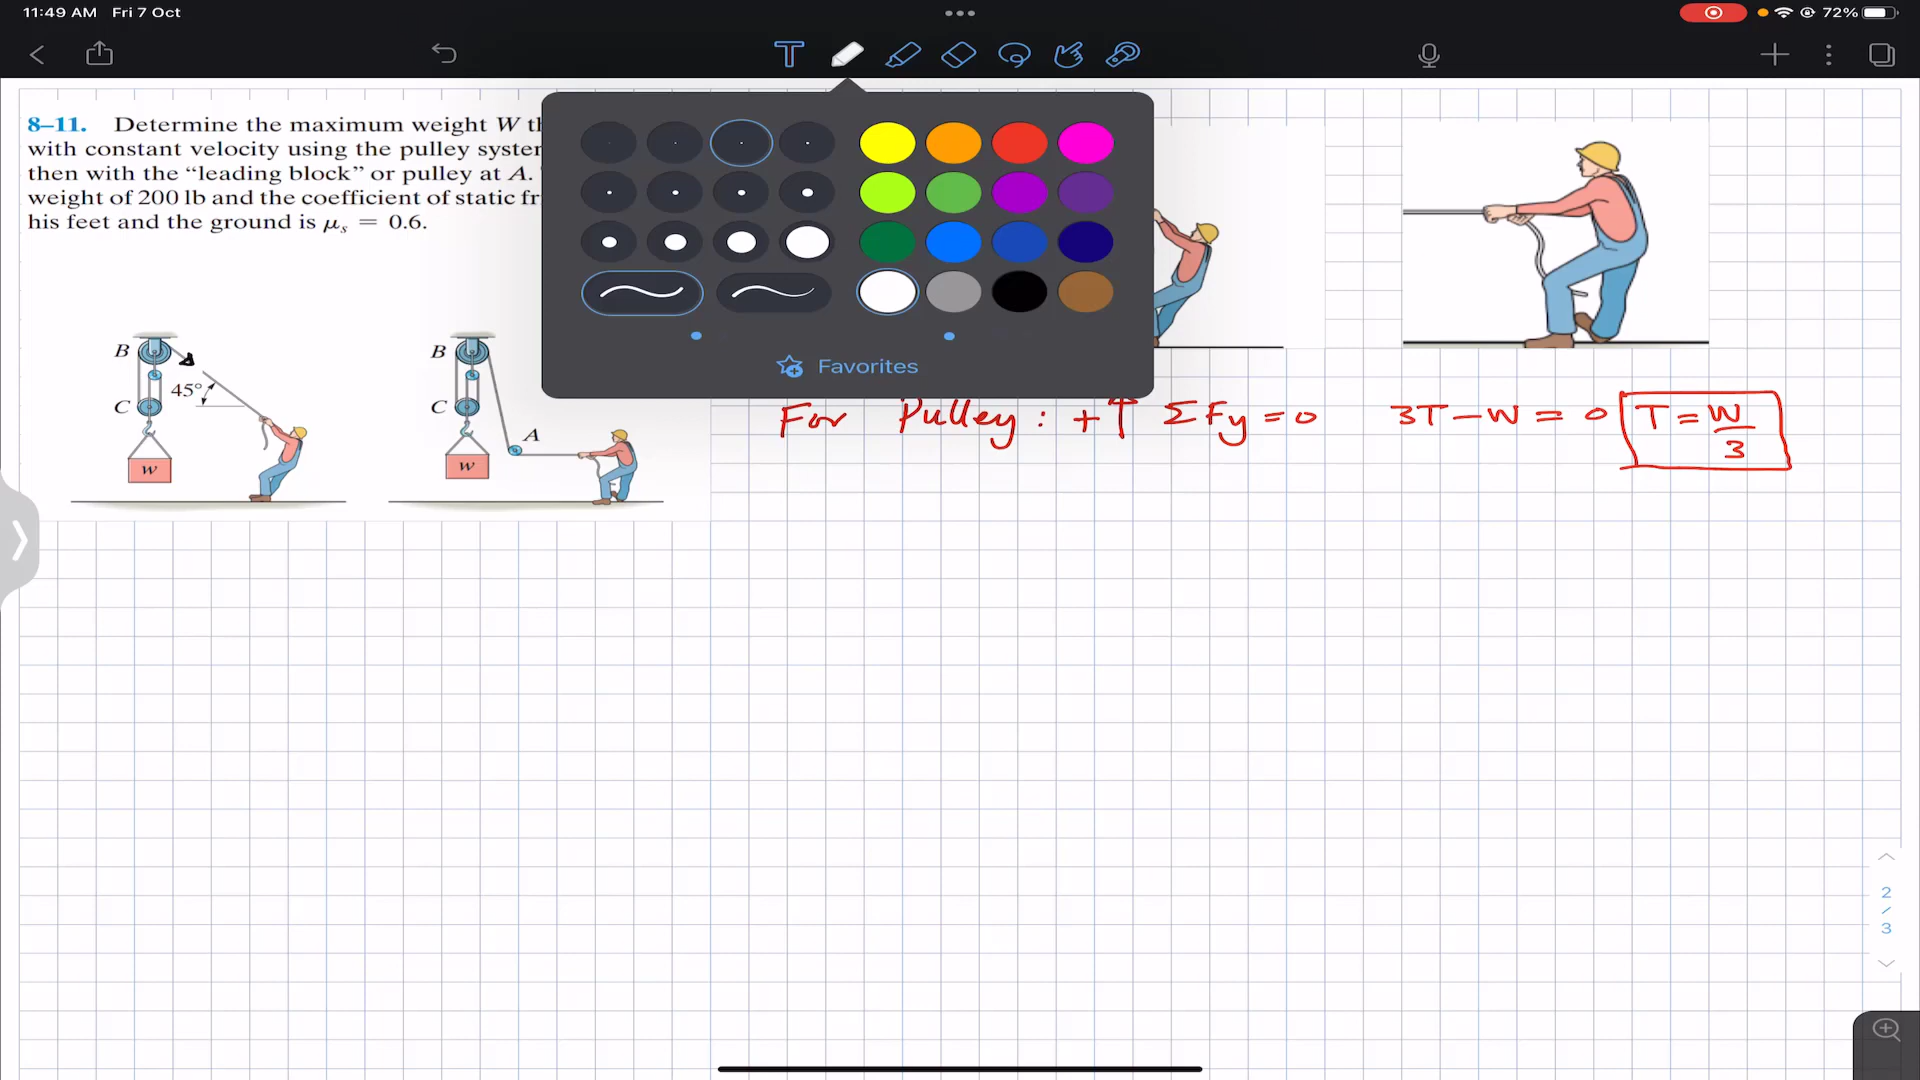 11:49 AM Fri 7 Oct
72%
T
8–11. Determine the maximum weight W th
with constant velocity using the pulley system
then with the “leading block” or pulley at A.
weight of 200 lb and the coefficient of static fr
his feet and the ground is μs = 0.6.
Favorites
B
45°
C
W
B
C
A
W
For Pulley : +↑ ΣFy = 0 3T – W = 0 T = W/3
2
/
3